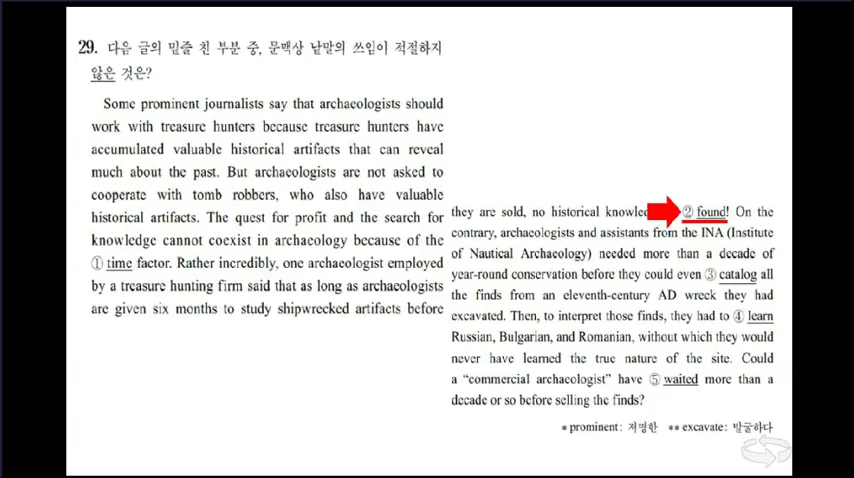 29. 다음 글의 밑줄 친 부분 중, 문맥상 낱말의 쓰임이 적절하지
않은 것은?
Some prominent journalists say that archaeologists should
work with treasure hunters because treasure hunters have
accumulated valuable historical artifacts that can reveal
much about the past. But archaeologists are not asked to
cooperate with tomb robbers, who also have valuable
historical artifacts. The quest for profit and the search for
knowledge cannot coexist in archaeology because of the
① time factor. Rather incredibly, one archaeologist employed
by a treasure hunting firm said that as long as archaeologists
are given six months to study shipwrecked artifacts before
they are sold, no historical ② found! On the
contrary, archaeologists and assistants from the INA (Institute
of Nautical Archaeology) needed more than a decade of
year-round conservation before they could even ③ catalog all
the finds from an eleventh-century AD wreck they had
excavated. Then, to interpret those finds, they had to ④ learn
Russian, Bulgarian, and Romanian, without which they would
never have learned the true nature of the site. Could
a “commercial archaeologist” have ⑤ waited more than a
decade or so before selling the finds?
* prominent: 저명한 ** excavate: 발굴하다